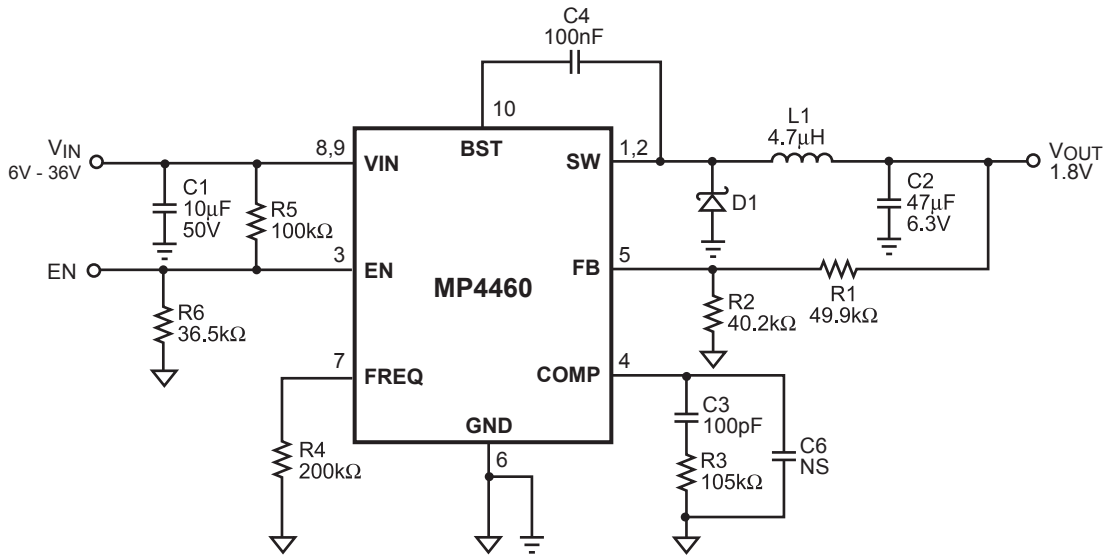 C4
100nF
10
VIN
6V - 36V
8,9
VIN
BST
SW
1,2
L1
4.7µH
VOUT
1.8V
C1
10µF
50V
R5
100kΩ
D1
C2
47µF
6.3V
EN
3
EN
MP4460
FB
5
R6
36.5kΩ
R2
40.2kΩ
R1
49.9kΩ
7
FREQ
COMP
4
GND
6
R4
200kΩ
C3
100pF
R3
105kΩ
C6
NS